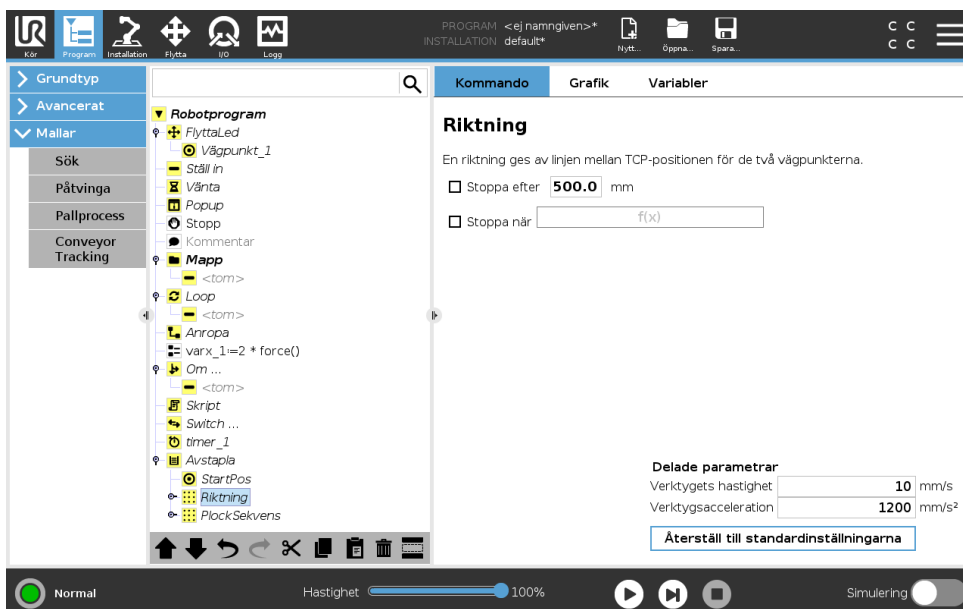 UR
PROGRAM <ej namngiven>*
INSTALLATION default*
Kör Program Installation Flytta I/O Logg Nytt... Öppna... Spara...
C C
C C
Grundtyp
Avancerat
Mallar
Sök
Påtvinga
Pallprocess
Conveyor
Tracking
Robotprogram
FlyttaLed
Vägpunkt_1
Ställ in
Vänta
Popup
Stopp
Kommentar
Mapp
<tom>
Loop
<tom>
Anropa
varx_1:=2 * force()
Om ...
<tom>
Skript
Switch ...
timer_1
Avstapla
StartPos
Riktning
PlockSekvens
Kommando Grafik Variabler
Riktning
En riktning ges av linjen mellan TCP-positionen för de två vägpunkterna.
Stoppa efter 500.0 mm
Stoppa när f(x)
Delade parametrar
Verktygets hastighet 10 mm/s
Verktygsacceleration 1200 mm/s²
Återställ till standardinställningarna
Normal Hastighet 100% Simulering